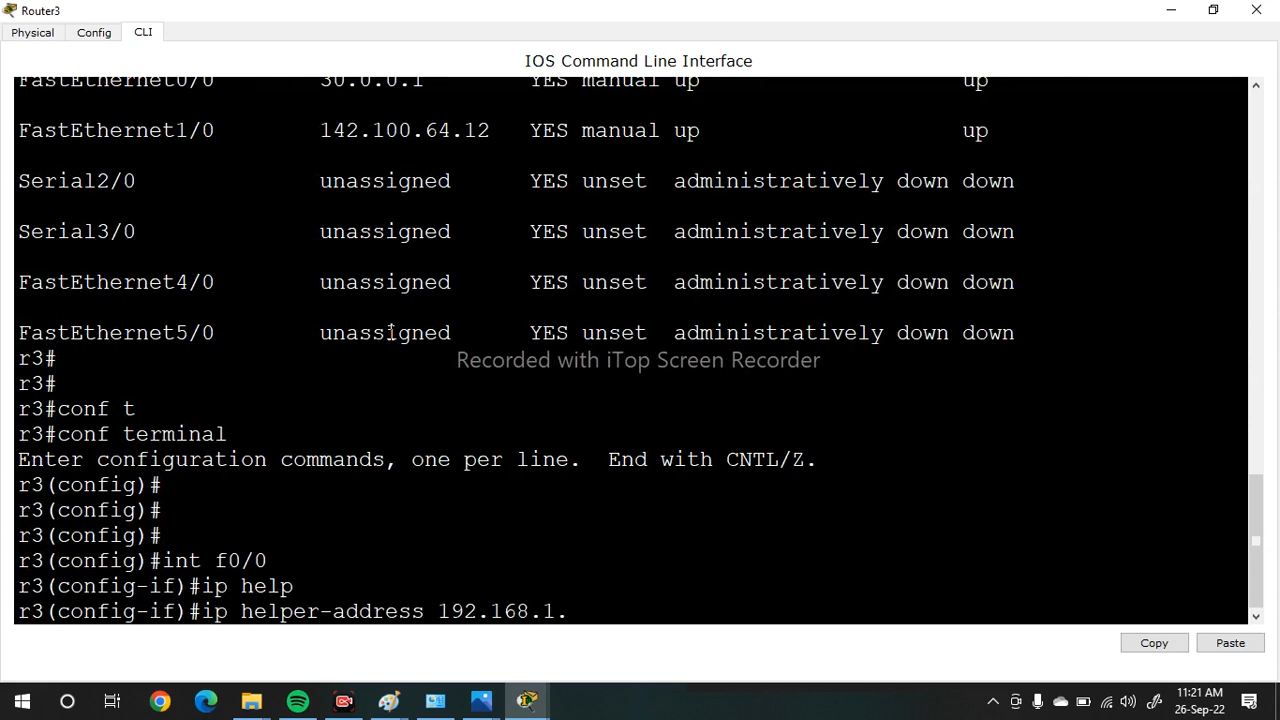 Router3
Physical Config CLI
IOS Command Line Interface
FastEthernet0/0 30.0.0.1 YES manual up up
FastEthernet1/0 142.100.64.12 YES manual up up
Serial2/0 unassigned YES unset administratively down down
Serial3/0 unassigned YES unset administratively down down
FastEthernet4/0 unassigned YES unset administratively down down
FastEthernet5/0 unassigned YES unset administratively down down
r3#
Recorded with iTop Screen Recorder
r3#
r3#conf t
r3#conf terminal
Enter configuration commands, one per line. End with CNTL/Z.
r3(config)#
r3(config)#
r3(config)#
r3(config)#int f0/0
r3(config-if)#ip help
r3(config-if)#ip helper-address 192.168.1.
Copy Paste
11:21 AM
26-Sep-22